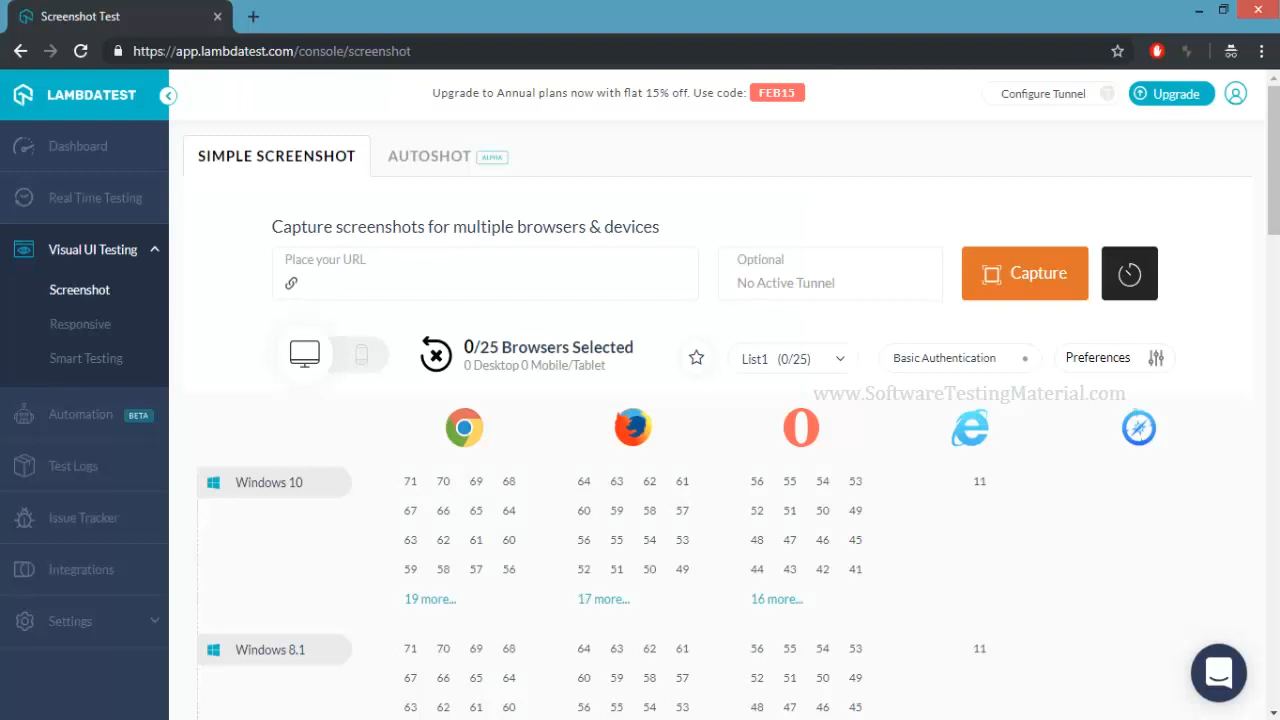 Screenshot Test
https://app.lambdatest.com/console/screenshot
LAMBDATEST
Upgrade to Annual plans now with flat 15% off. Use code: FEB15
Configure Tunnel
Upgrade
Dashboard
Real Time Testing
Visual UI Testing
Screenshot
Responsive
Smart Testing
Automation BETA
Test Logs
Issue Tracker
Integrations
Settings
SIMPLE SCREENSHOT
AUTOSHOT ALPHA
Capture screenshots for multiple browsers & devices
Place your URL
Optional
No Active Tunnel
Capture
0/25 Browsers Selected
0 Desktop 0 Mobile/Tablet
List1 (0/25)
Basic Authentication
Preferences
www.SoftwareTestingMaterial.com
Windows 10
71 70 69 68 64 63 62 61 56 55 54 53 11
67 66 65 64 60 59 58 57 52 51 50 49
63 62 61 60 56 55 54 53 48 47 46 45
59 58 57 56 52 51 50 49 44 43 42 41
19 more... 17 more... 16 more...
Windows 8.1
71 70 69 68 64 63 62 61 56 55 54 53 11
67 66 65 64 60 59 58 57 52 51 50 49
63 62 61 60 56 55 54 53 48 47 46 45